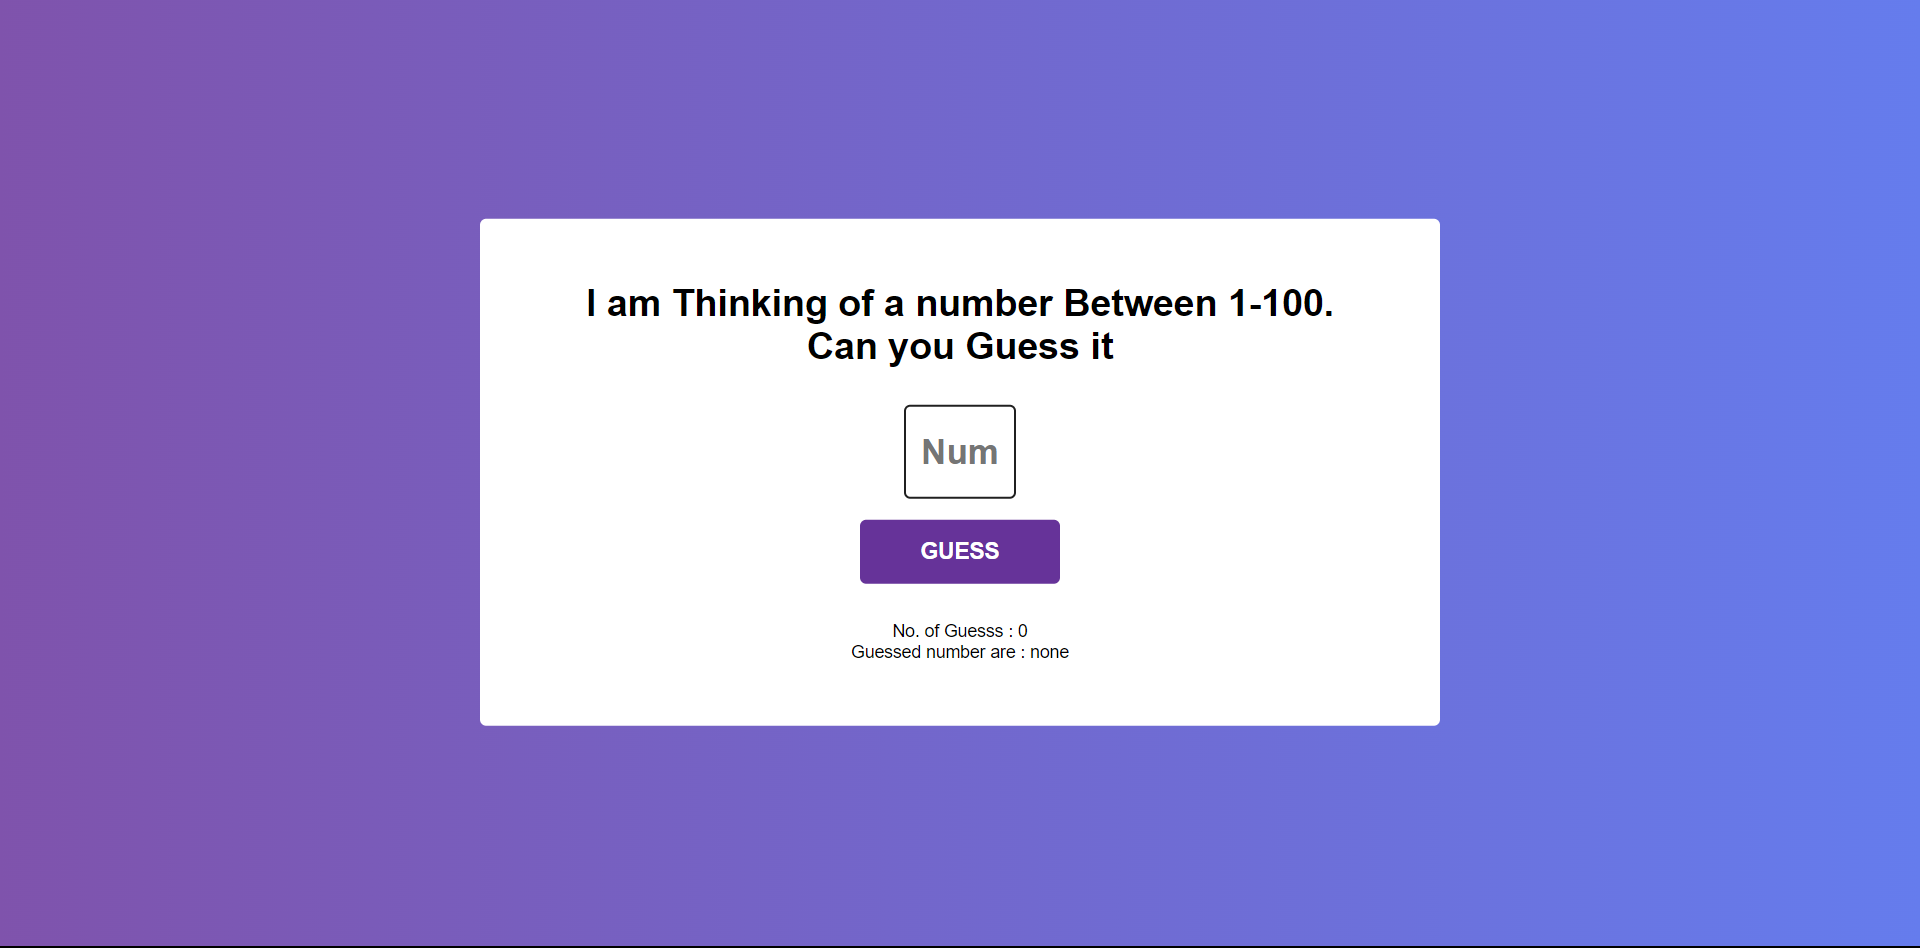 I am Thinking of a number Between 1-100.
Can you Guess it
Num
GUESS
No. of Guesss : 0
Guessed number are : none